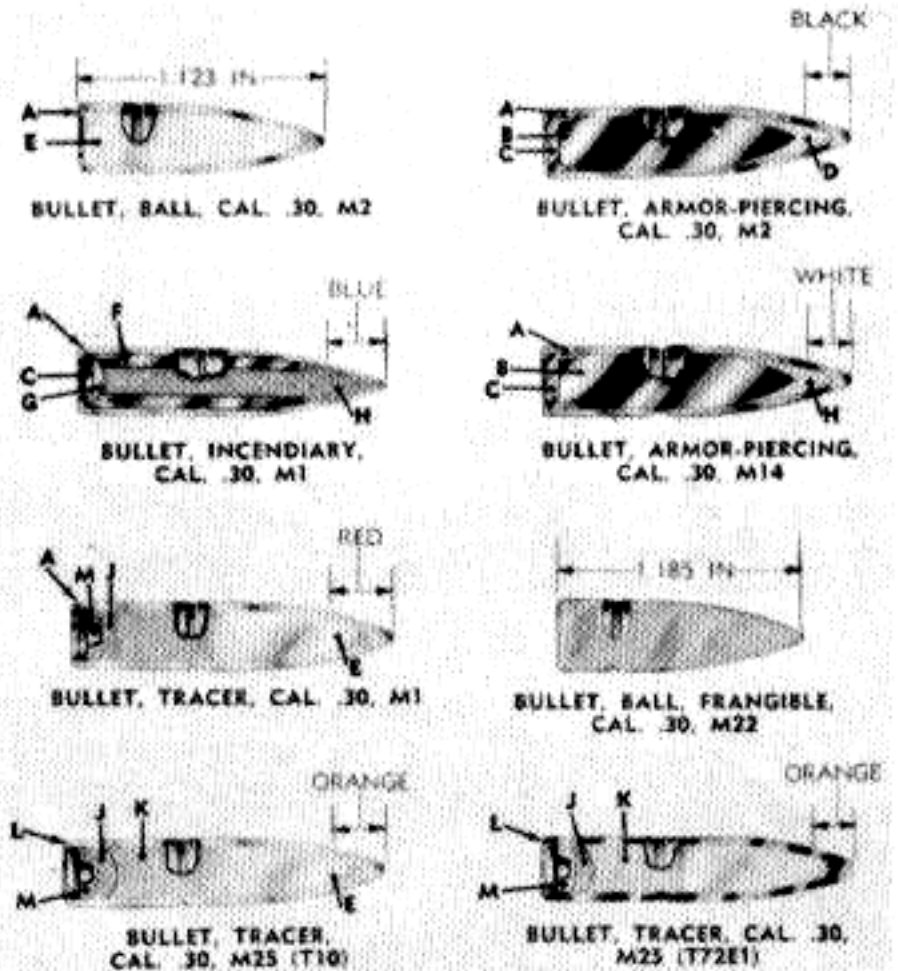 BLACK
1.123 IN
A
E
A
B
C
D
BULLET, BALL, CAL. .30, M2
BULLET, ARMOR-PIERCING,
CAL. .30, M2
BLUE
WHITE
A
F
C
G
H
A
B
C
H
BULLET, INCENDIARY,
CAL. .30, M1
BULLET, ARMOR-PIERCING,
CAL. .30, M14
RED
1.185 IN
A
M
J
E
BULLET, TRACER, CAL. .30, M1
BULLET, BALL, FRANGIBLE,
CAL. .30, M22
ORANGE
ORANGE
L
J
K
M
E
L
J
K
M
BULLET, TRACER,
CAL. .30, M25 (T10)
BULLET, TRACER, CAL. .30,
M25 (T72E1)